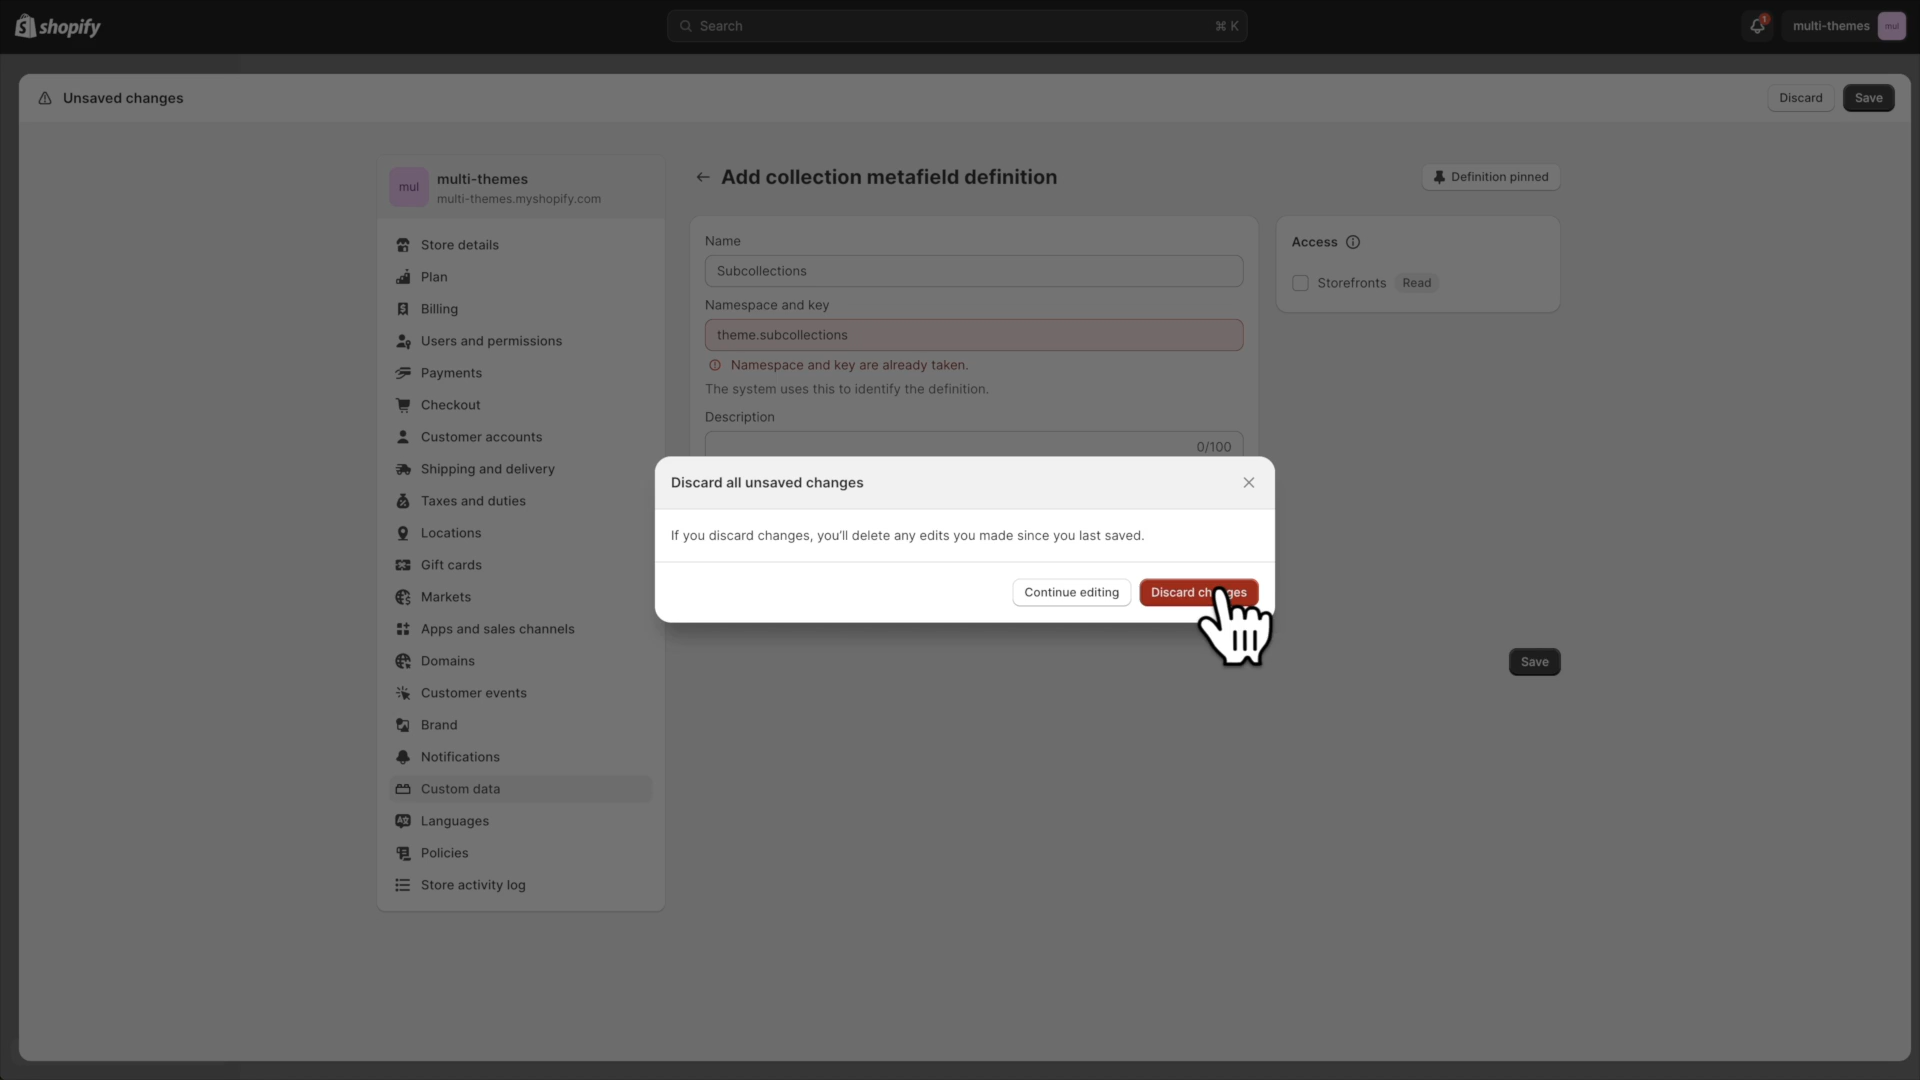 shopify
Search
⌘ K
1
multi-themes
mul
Unsaved changes
Discard
Save
mul
multi-themes
multi-themes.myshopify.com
Store details
Plan
Billing
Users and permissions
Payments
Checkout
Customer accounts
Shipping and delivery
Taxes and duties
Locations
Gift cards
Markets
Apps and sales channels
Domains
Customer events
Brand
Notifications
Custom data
Languages
Policies
Store activity log
Add collection metafield definition
Definition pinned
Name
Subcollections
Namespace and key
theme.subcollections
Namespace and key are already taken.
The system uses this to identify the definition.
Description
0/100
Access
Storefronts Read
Discard all unsaved changes
If you discard changes, you'll delete any edits you made since you last saved.
Continue editing
Discard changes
Save